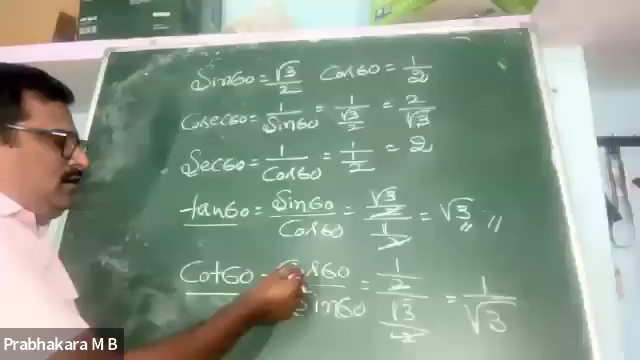 Sin60 = √3/2 Cos60 = 1/2
Cosec60 = 1/Sin60 = 1/(√3/2) = 2/√3
Sec60 = 1/Cos60 = 1/(1/2) = 2
tan60 = Sin60/Cos60 = (√3/2)/(1/2) = √3 //
Cot60 = Cos60/Sin60 = (1/2)/(√3/2) = 1/√3
Prabhakara M B